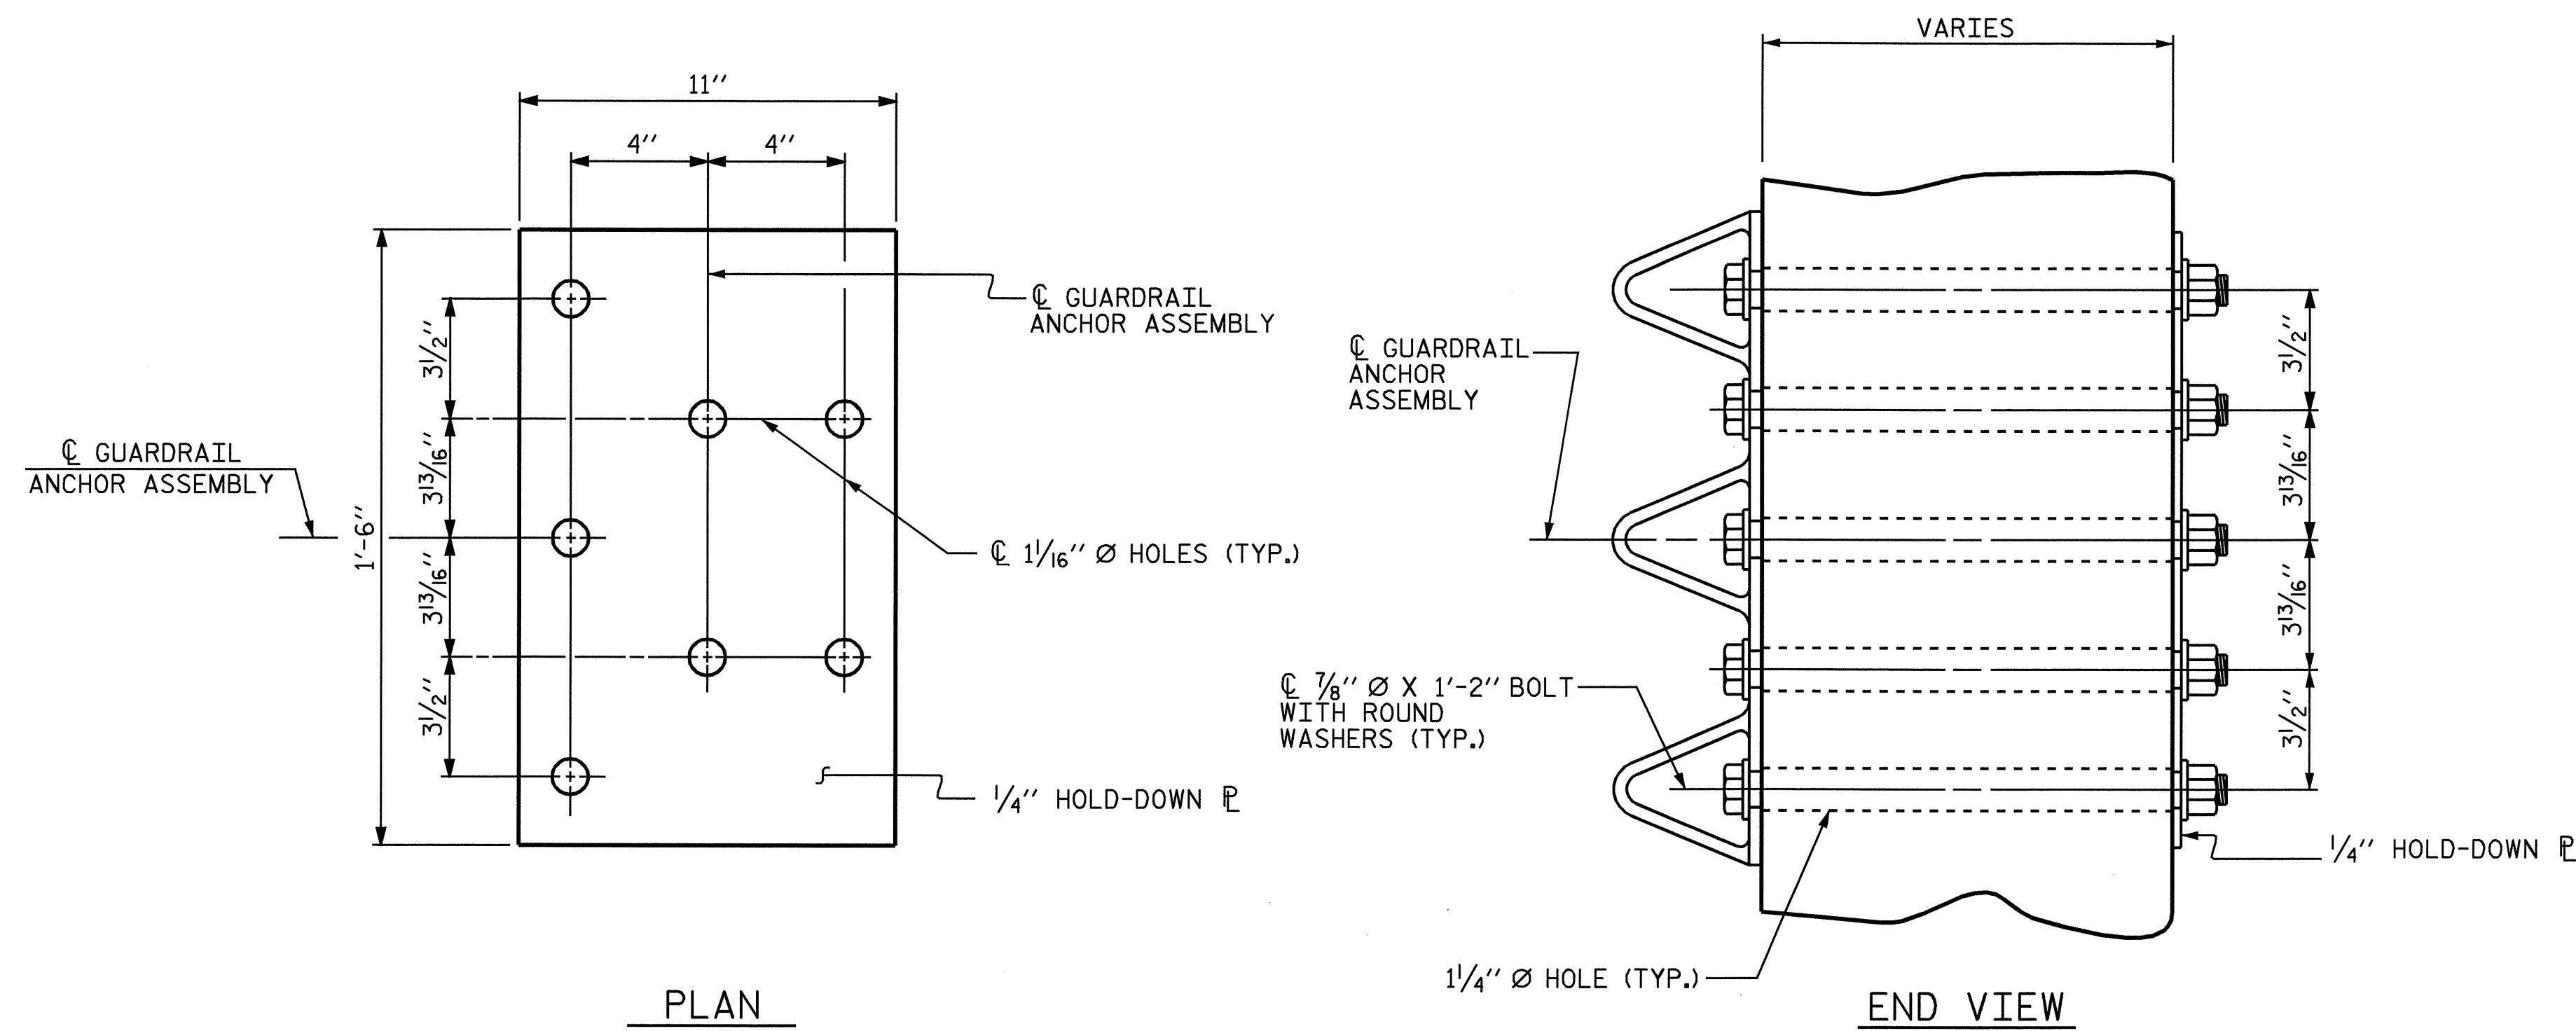 11"
4" 4"
℄ GUARDRAIL
ANCHOR ASSEMBLY
3 1/2"
3 13/16"
3 13/16"
3 1/2"
1'-6"
℄ GUARDRAIL
ANCHOR ASSEMBLY
℄ 1 1/16" Ø HOLES (TYP.)
1/4" HOLD-DOWN ⅊
PLAN
VARIES
℄ GUARDRAIL
ANCHOR
ASSEMBLY
3 1/2"
3 13/16"
3 13/16"
3 1/2"
℄ 7/8" Ø X 1'-2" BOLT
WITH ROUND
WASHERS (TYP.)
1/4" HOLD-DOWN ⅊
1 1/4" Ø HOLE (TYP.)
END VIEW